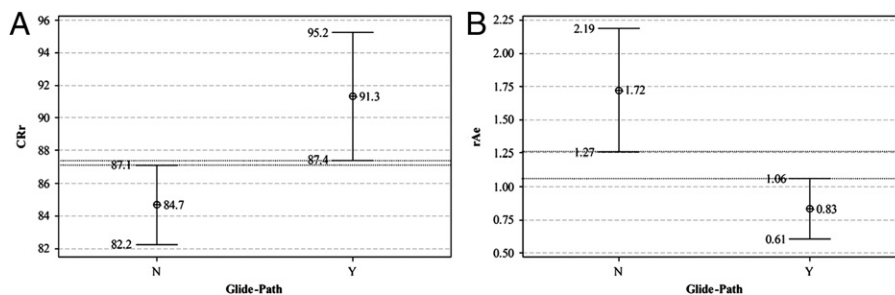 A
CRr
96
94
92
90
88
86
84
82
87.1
84.7
82.2
95.2
91.3
87.4
N
Y
Glide-Path
B
rAe
2.25
2.00
1.75
1.50
1.25
1.00
0.75
0.50
2.19
1.72
1.27
1.06
0.83
0.61
N
Y
Glide-Path